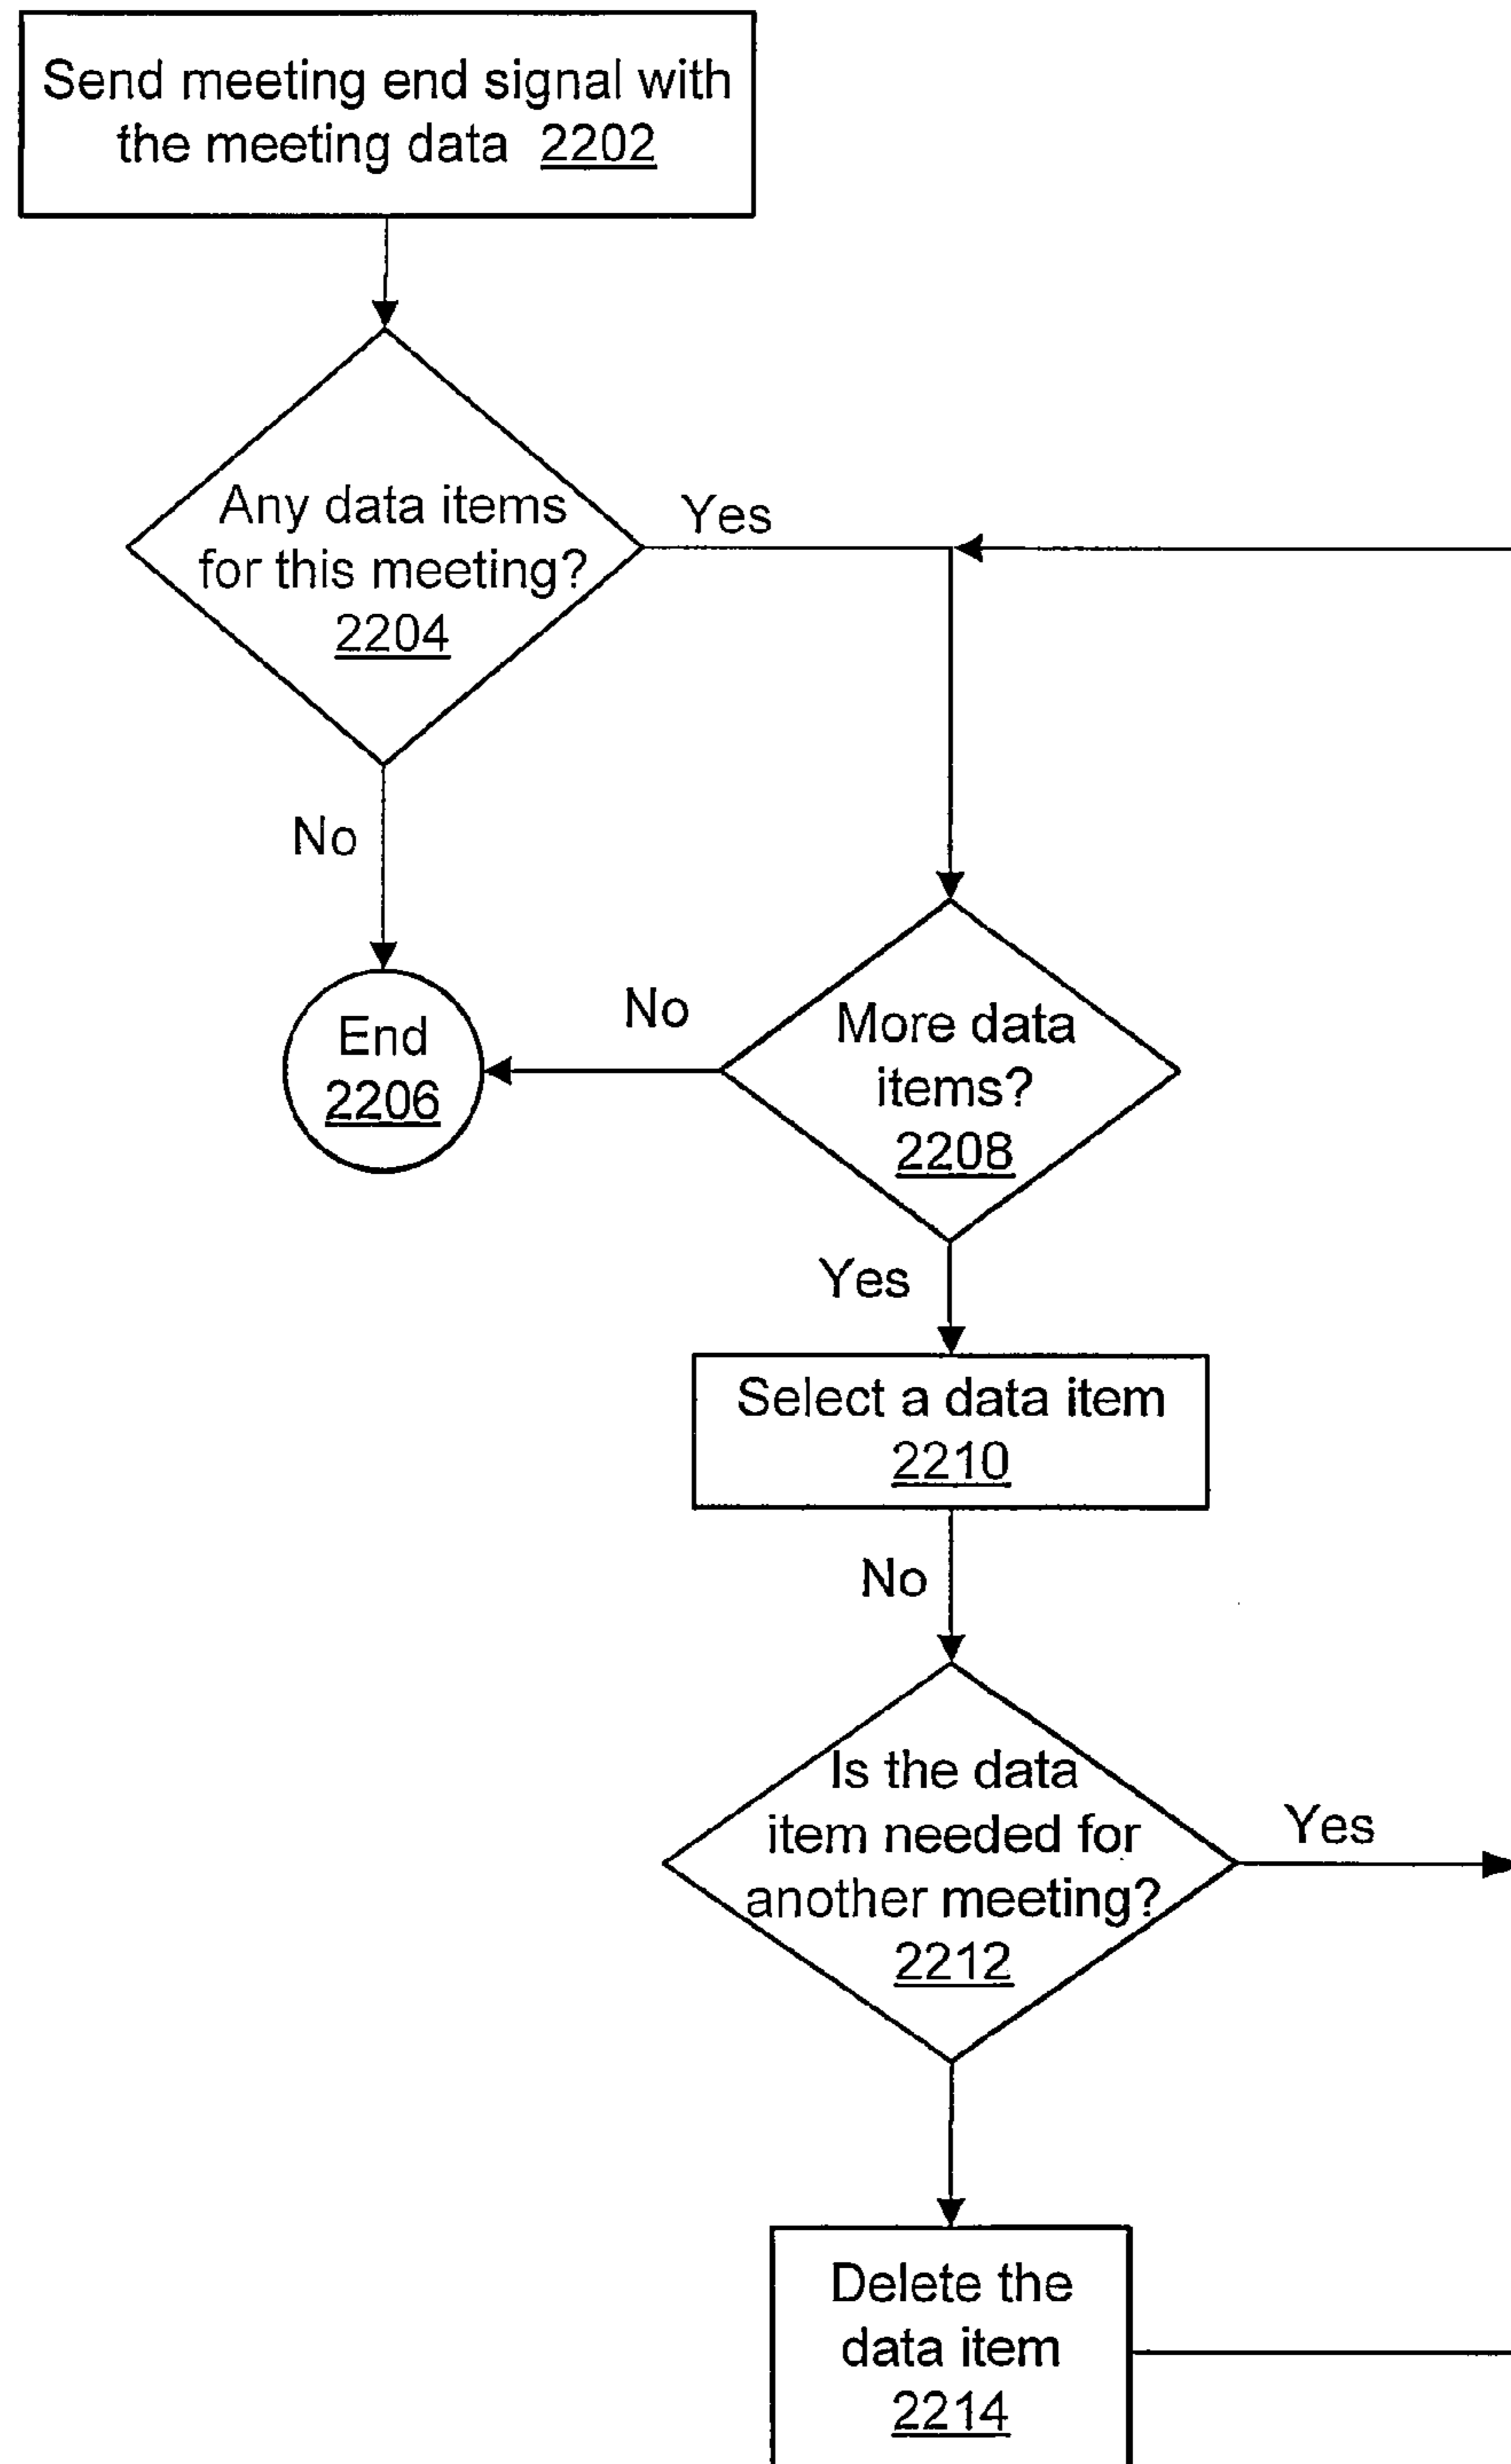 Send meeting end signal with
the meeting data 2202
Any data items
for this meeting?
2204
Yes
No
End
2206
No
More data
items?
2208
Yes
Select a data item
2210
No
Is the data
item needed for
another meeting?
2212
Yes
Delete the
data item
2214